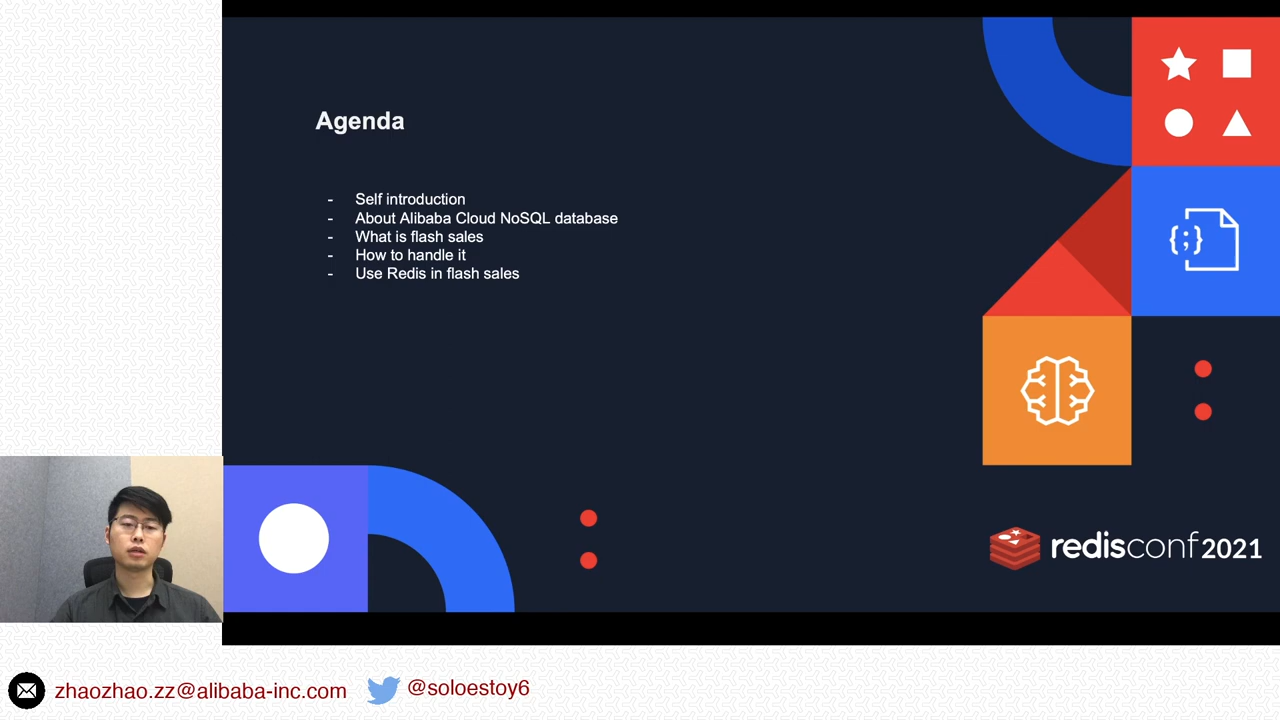 Agenda
- Self introduction
- About Alibaba Cloud NoSQL database
- What is flash sales
- How to handle it
- Use Redis in flash sales
{;}
redisconf 2021
zhaozhao.zz@alibaba-inc.com
@soloestoy6